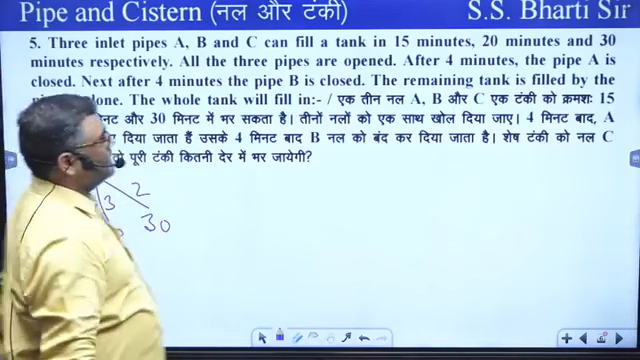 Pipe and Cistern (नल और टंकी) S.S. Bharti Sir
5. Three inlet pipes A, B and C can fill a tank in 15 minutes, 20 minutes and 30
minutes respectively. All the three pipes are opened. After 4 minutes, the pipe A is
closed. Next after 4 minutes the pipe B is closed. The remaining tank is filled by the
The whole tank will fill in:- / एक तीन नल A, B और C एक टंकी को क्रमशः 15
और 30 मिनट में भर सकता है। तीनों नलों को एक साथ खोल दिया जाए। 4 मिनट बाद, A
दिया जाता हैं उसके 4 मिनट बाद B नल को बंद कर दिया जाता है। शेष टंकी को नल C
पूरी टंकी कितनी देर में भर जायेगी?
3 2
30